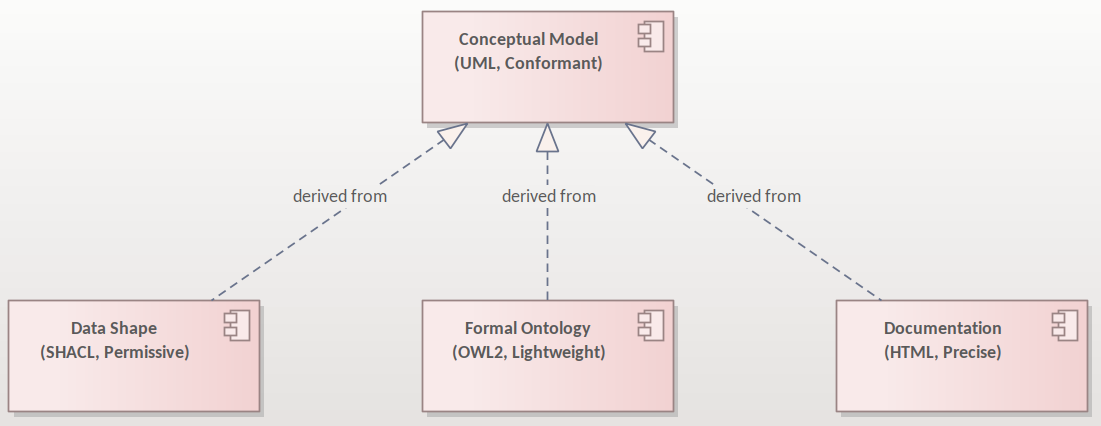 Conceptual Model
(UML, Conformant)
derived from
derived from
derived from
Data Shape
(SHACL, Permissive)
Formal Ontology
(OWL2, Lightweight)
Documentation
(HTML, Precise)